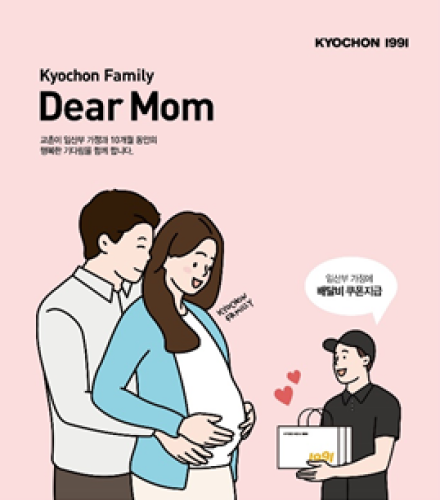 KYOCHON 1991
Kyochon Family
Dear Mom
교촌이 임산부 가정과 10개월 동안의
행복한 기다림을 함께 합니다.
임산부 가정에
배달비 쿠폰지급
KYOCHON
FAMILY
1991